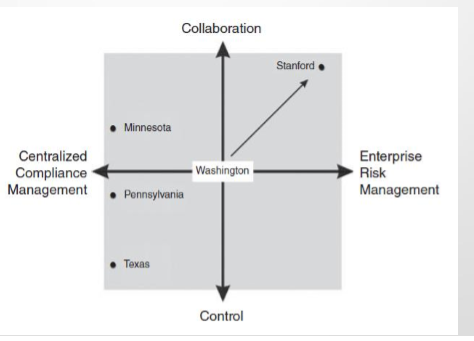 Collaboration
Stanford
Minnesota
Centralized
Compliance
Management
Washington
Enterprise
Risk
Management
Pennsylvania
Texas
Control